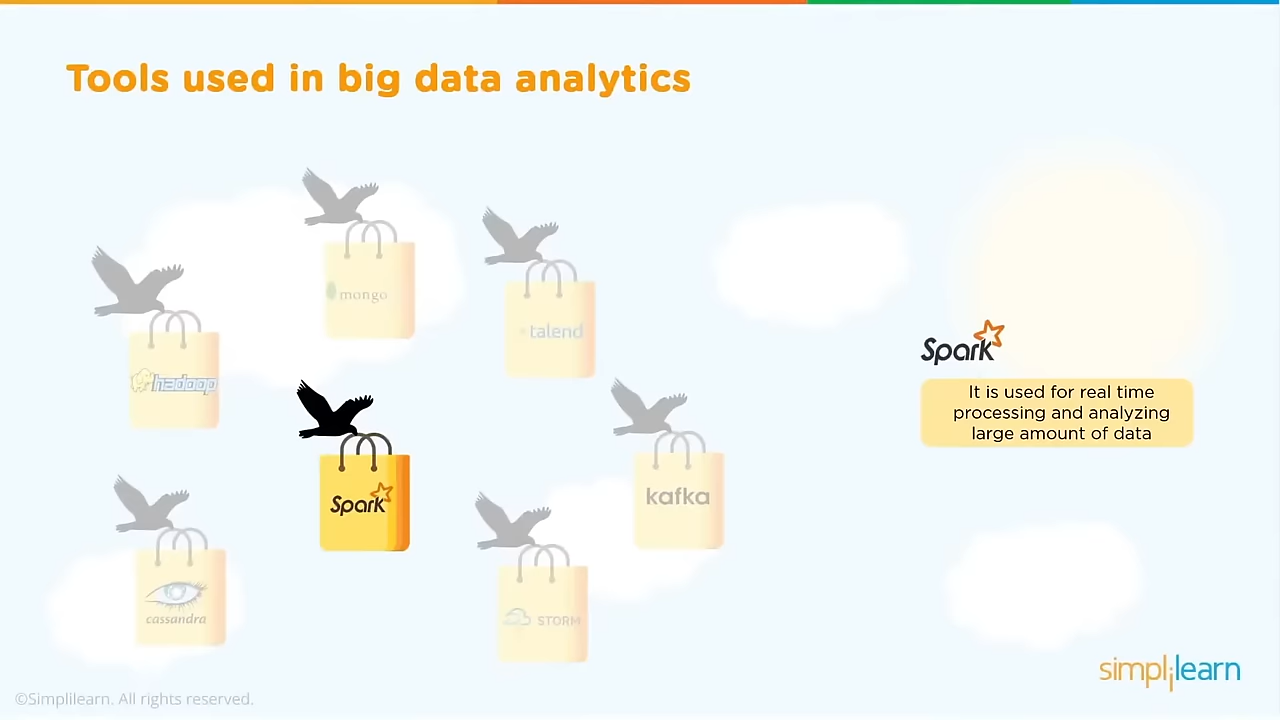 Tools used in big data analytics
mongo
talend
hadoop
Spark
kafka
cassandra
STORM
Spark
It is used for real time
processing and analyzing
large amount of data
simplilearn
©Simplilearn. All rights reserved.